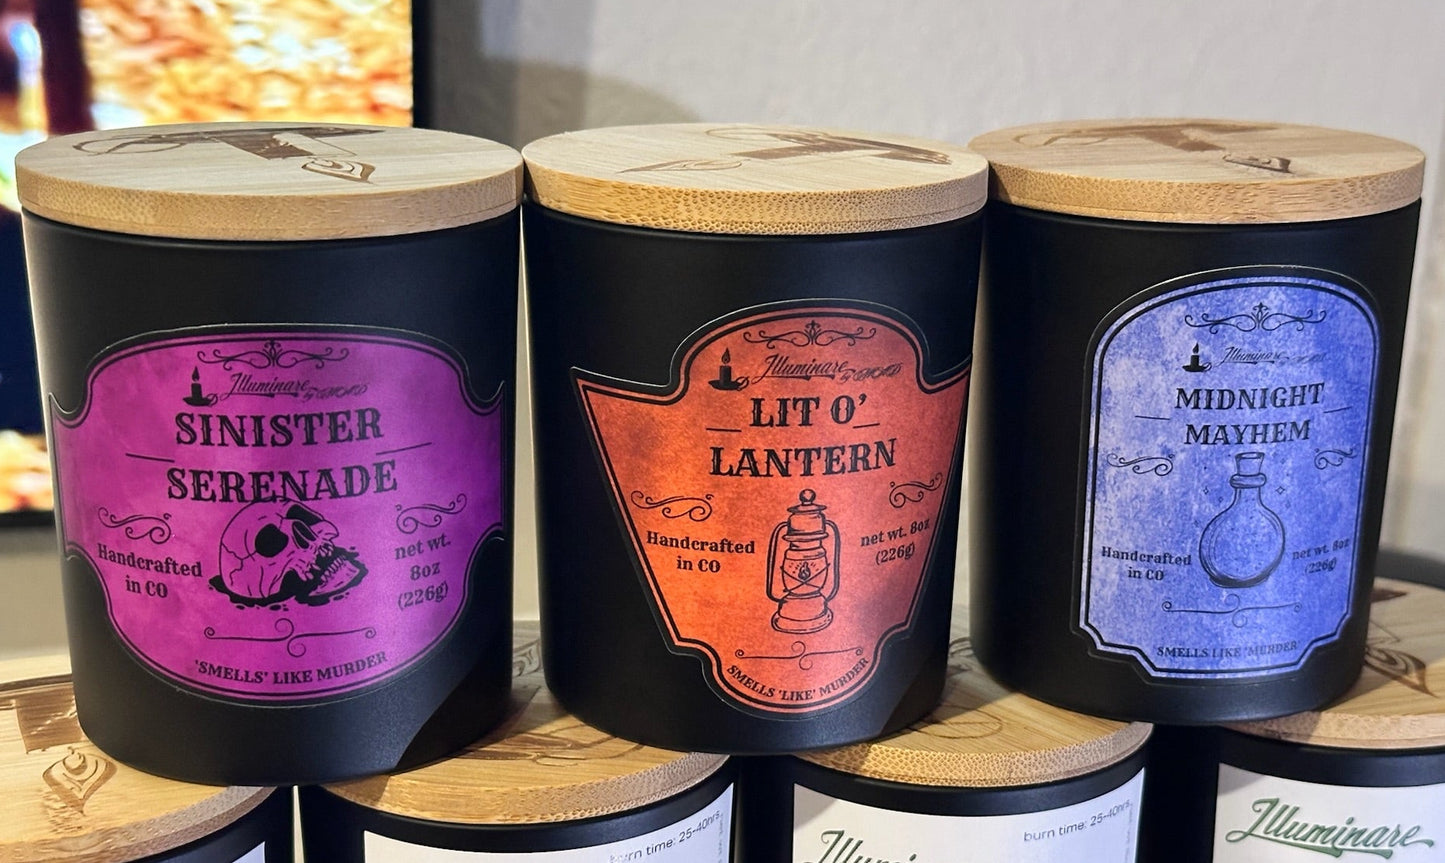 Illuminare
SINISTER
SERENADE
Handcrafted
in CO
net wt.
8oz
(226g)
'SMELLS' LIKE MURDER
Illuminare
LIT O'
LANTERN
Handcrafted
in CO
net wt. 8oz
(226g)
SMELLS 'LIKE' MURDER
Illuminare
MIDNIGHT
MAYHEM
Handcrafted
in CO
net wt. 8oz
(226g)
SMELLS LIKE 'MURDER'
burn time: 25-40hrs.
Illuminare
burn time: 25-40hrs.
Illuminare